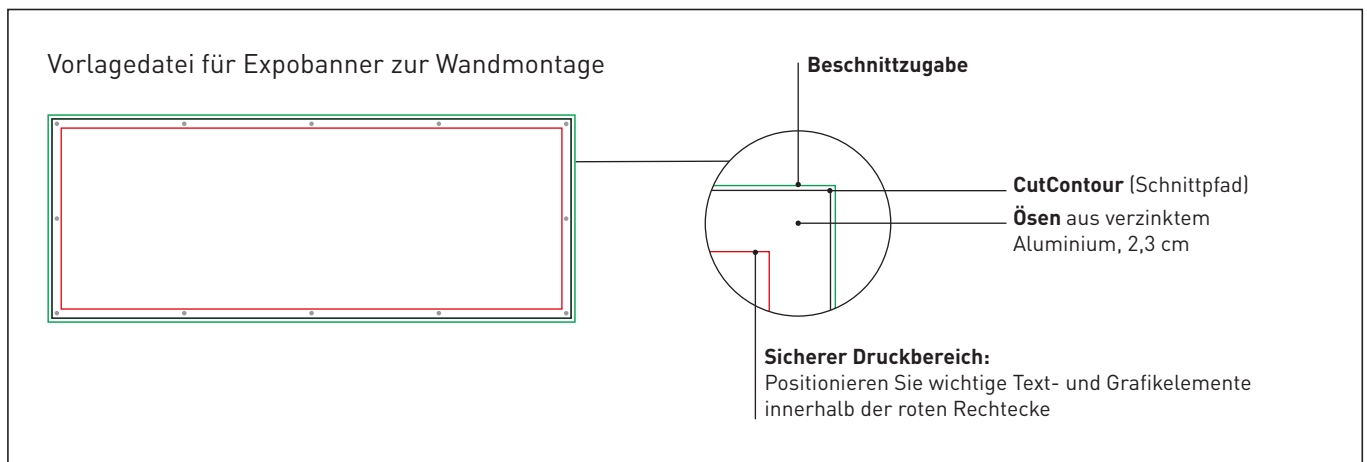 Vorlagedatei für Expobanner zur Wandmontage
Beschnittzugabe
CutContour (Schnittpfad)
Ösen aus verzinktem
Aluminium, 2,3 cm
Sicherer Druckbereich:
Positionieren Sie wichtige Text- und Grafikelemente
innerhalb der roten Rechtecke